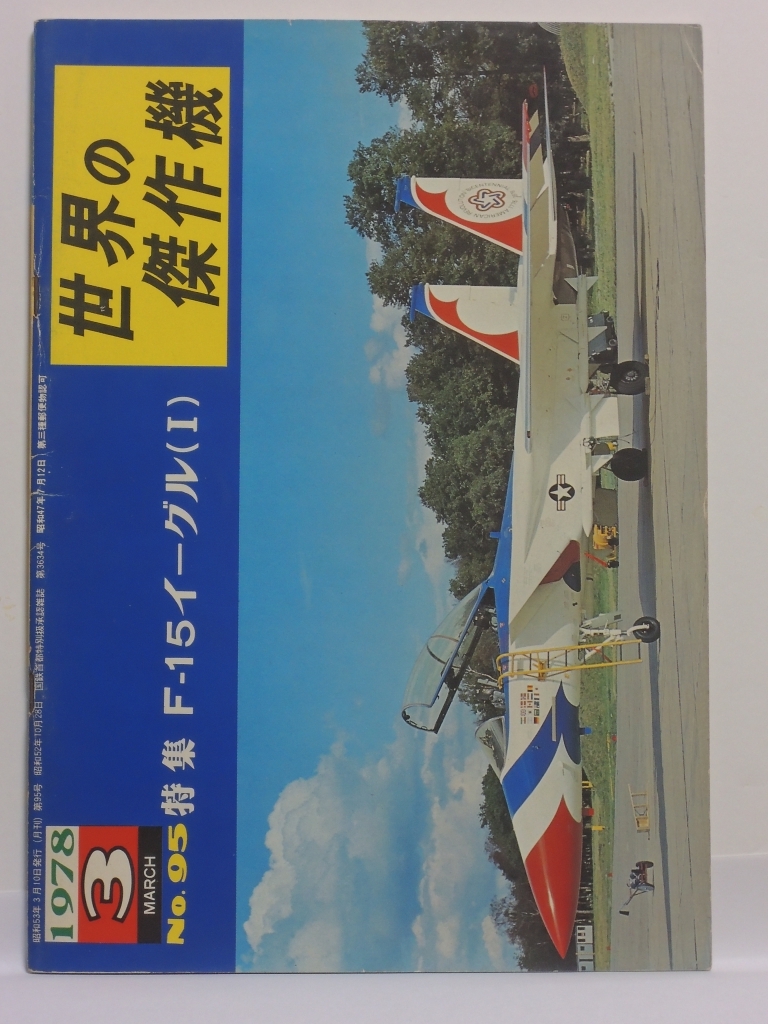 昭和53年3月10日発行(月刊)第95号 昭和52年10月28日 国鉄首都特別扱承認雑誌 第3634号 昭和47年7月12日 第三種郵便物認可
1978
3
MARCH
No.95 特集 F-15イーグル(I)
世界の
傑作機
AMERICAN